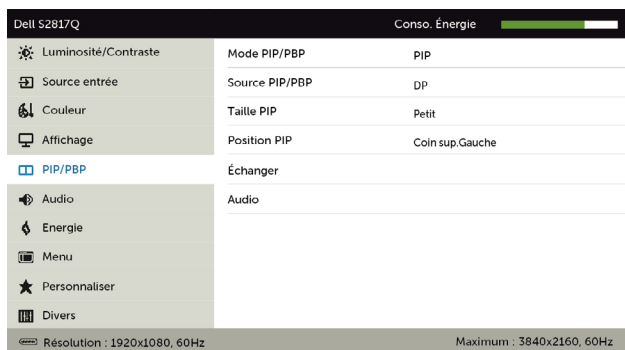 Dell S2817Q Conso. Énergie
Luminosité/Contraste Mode PIP/PBP PIP
Source entrée Source PIP/PBP DP
Couleur Taille PIP Petit
Affichage Position PIP Coin sup.Gauche
PIP/PBP Échanger
Audio Audio
Energie
Menu
Personnaliser
Divers
Résolution : 1920x1080, 60Hz Maximum : 3840x2160, 60Hz